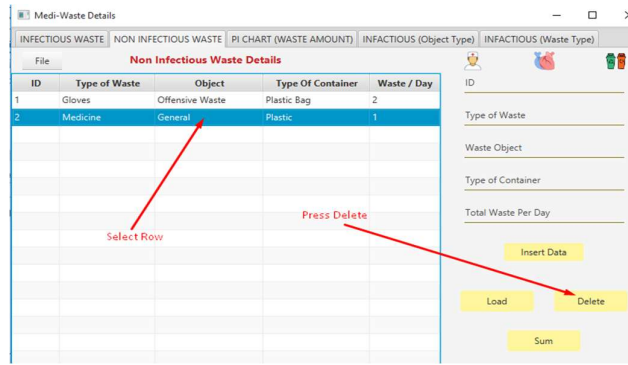 Medi-Waste Details
INFECTIOUS WASTE NON INFECTIOUS WASTE PI CHART (WASTE AMOUNT) INFACTIOUS (Object Type) INFACTIOUS (Waste Type)
File Non Infectious Waste Details
ID Type of Waste Object Type Of Container Waste / Day
1 Gloves Offensive Waste Plastic Bag 2
2 Medicine General Plastic 1
Select Row
Press Delete
ID
Type of Waste
Waste Object
Type of Container
Total Waste Per Day
Insert Data
Load Delete
Sum